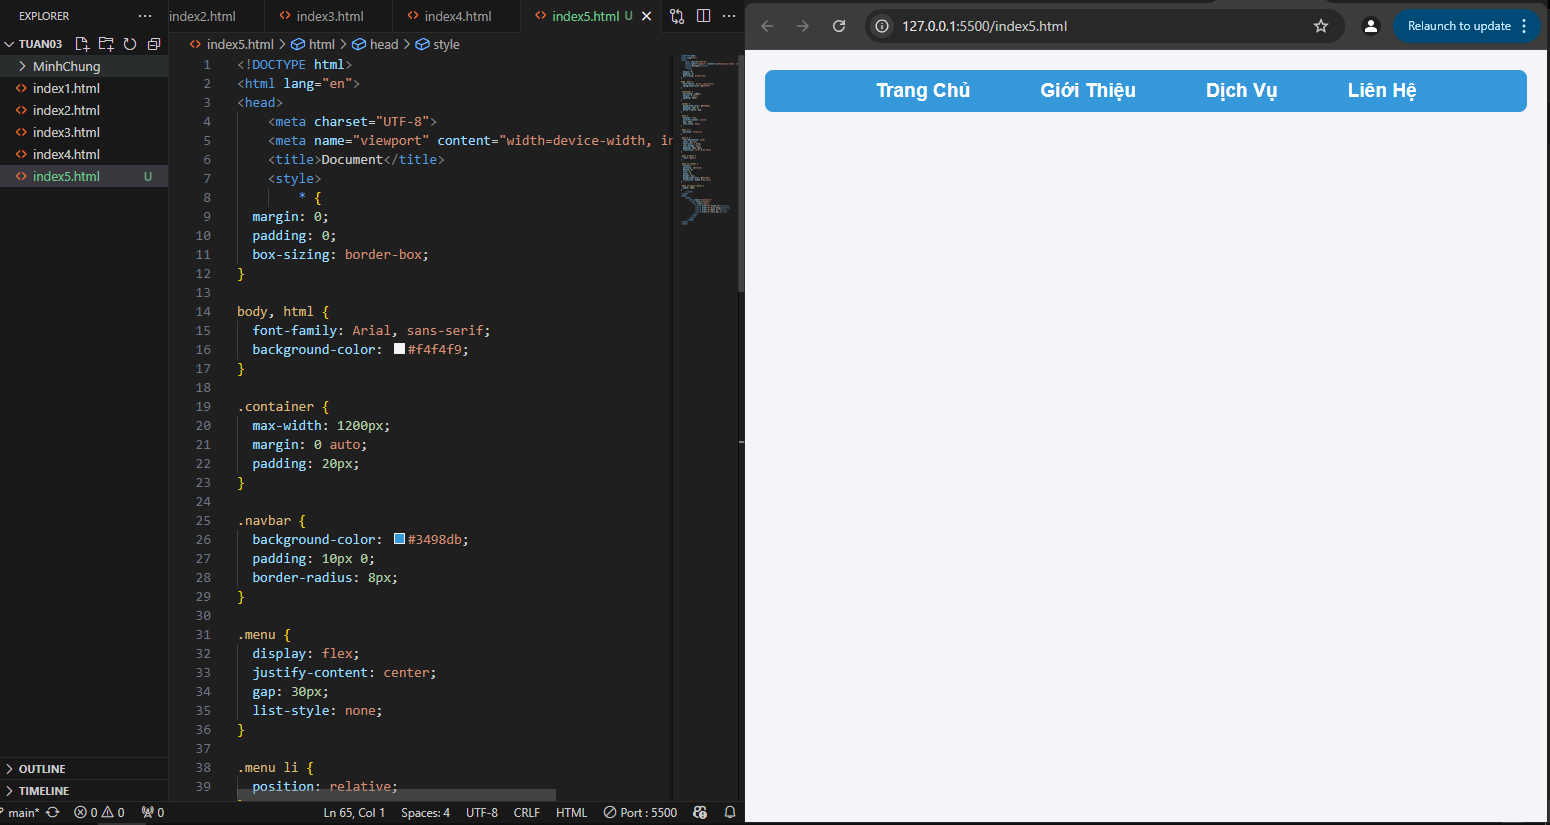 EXPLORER
TUAN03
MinhChung
index1.html
index2.html
index3.html
index4.html
index5.html U
OUTLINE
TIMELINE
index2.html index3.html index4.html index5.html U
index5.html > html > head > style
1 <!DOCTYPE html>
2 <html lang="en">
3 <head>
4 <meta charset="UTF-8">
5 <meta name="viewport" content="width=device-width, in
6 <title>Document</title>
7 <style>
8 * {
9 margin: 0;
10 padding: 0;
11 box-sizing: border-box;
12 }
13
14 body, html {
15 font-family: Arial, sans-serif;
16 background-color: #f4f4f9;
17 }
18
19 .container {
20 max-width: 1200px;
21 margin: 0 auto;
22 padding: 20px;
23 }
24
25 .navbar {
26 background-color: #3498db;
27 padding: 10px 0;
28 border-radius: 8px;
29 }
30
31 .menu {
32 display: flex;
33 justify-content: center;
34 gap: 30px;
35 list-style: none;
36 }
37
38 .menu li {
39 position: relative;
main* 0 0 0 Ln 65, Col 1 Spaces: 4 UTF-8 CRLF HTML Port : 5500
127.0.0.1:5500/index5.html
Relaunch to update
Trang Chủ Giới Thiệu Dịch Vụ Liên Hệ